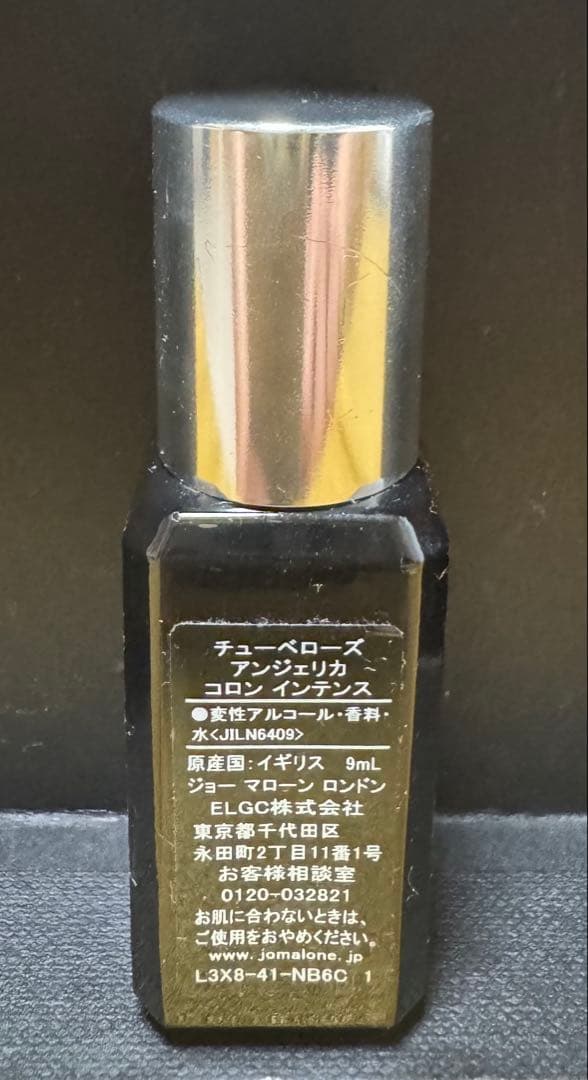 チューベローズ
アンジェリカ
コロン インテンス
●変性アルコール・香料・
水<JILN6409>
原産国:イギリス 9mL
ジョー マローン ロンドン
ELGC株式会社
東京都千代田区
永田町2丁目11番1号
お客様相談室
0120-032821
お肌に合わないときは、
ご使用をおやめください。
www.jomalone.jp
L3X8-41-NB6C 1